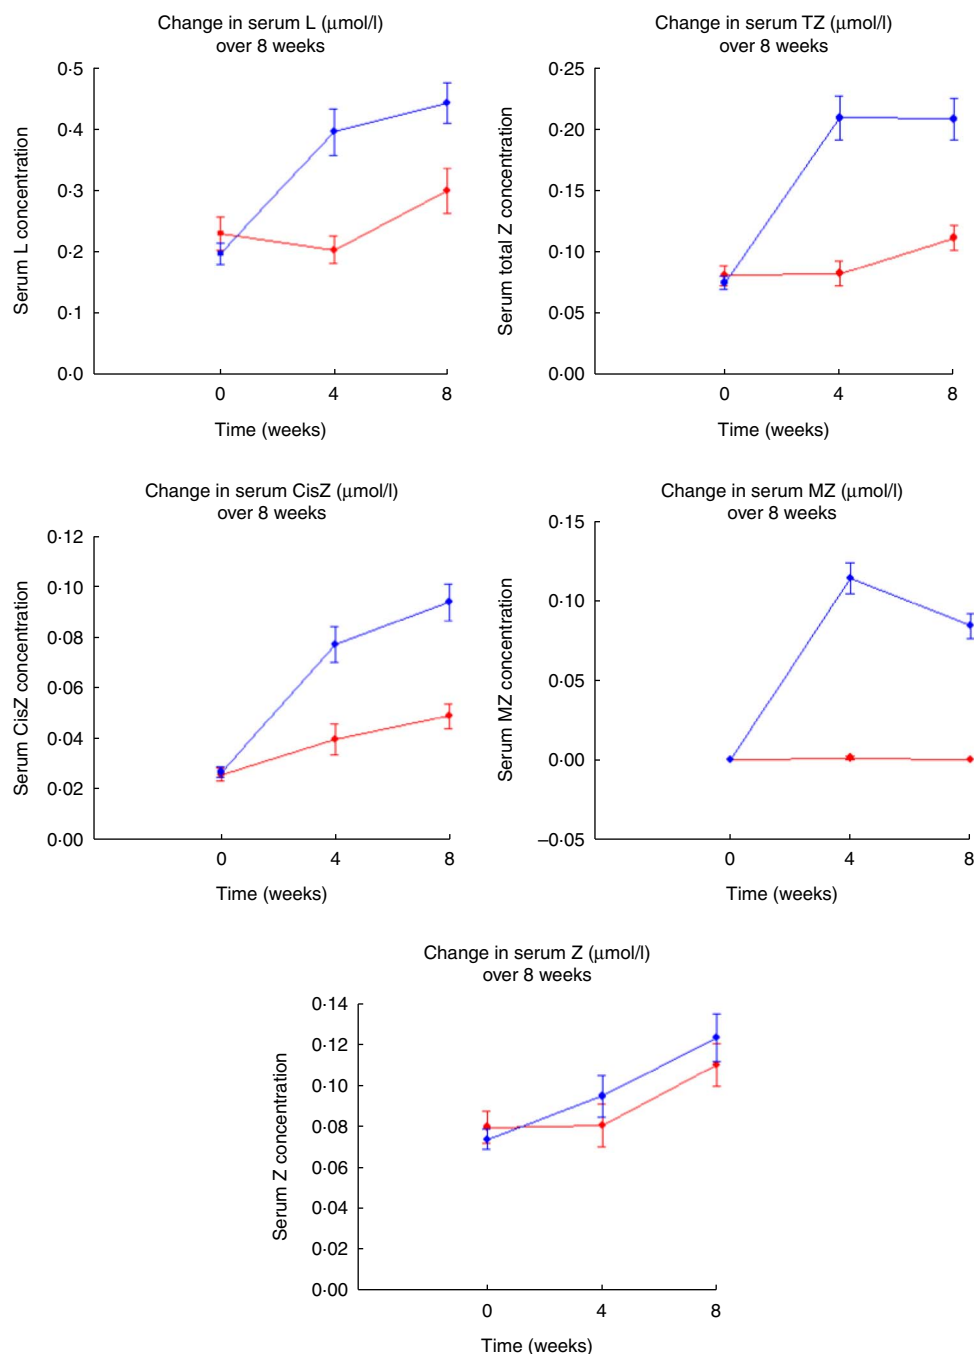 Change in serum L (μmol/l)
over 8 weeks
0·5
0·4
0·3
0·2
0·1
0·0
Serum L concentration
0
4
8
Time (weeks)
Change in serum TZ (μmol/l)
over 8 weeks
0·25
0·20
0·15
0·10
0·05
0·00
Serum total Z concentration
0
4
8
Time (weeks)
Change in serum CisZ (μmol/l)
over 8 weeks
0·12
0·10
0·08
0·06
0·04
0·02
0·00
Serum CisZ concentration
0
4
8
Time (weeks)
Change in serum MZ (μmol/l)
over 8 weeks
0·15
0·10
0·05
0·00
–0·05
Serum MZ concentration
0
4
8
Time (weeks)
Change in serum Z (μmol/l)
over 8 weeks
0·14
0·12
0·10
0·08
0·06
0·04
0·02
0·00
Serum Z concentration
0
4
8
Time (weeks)